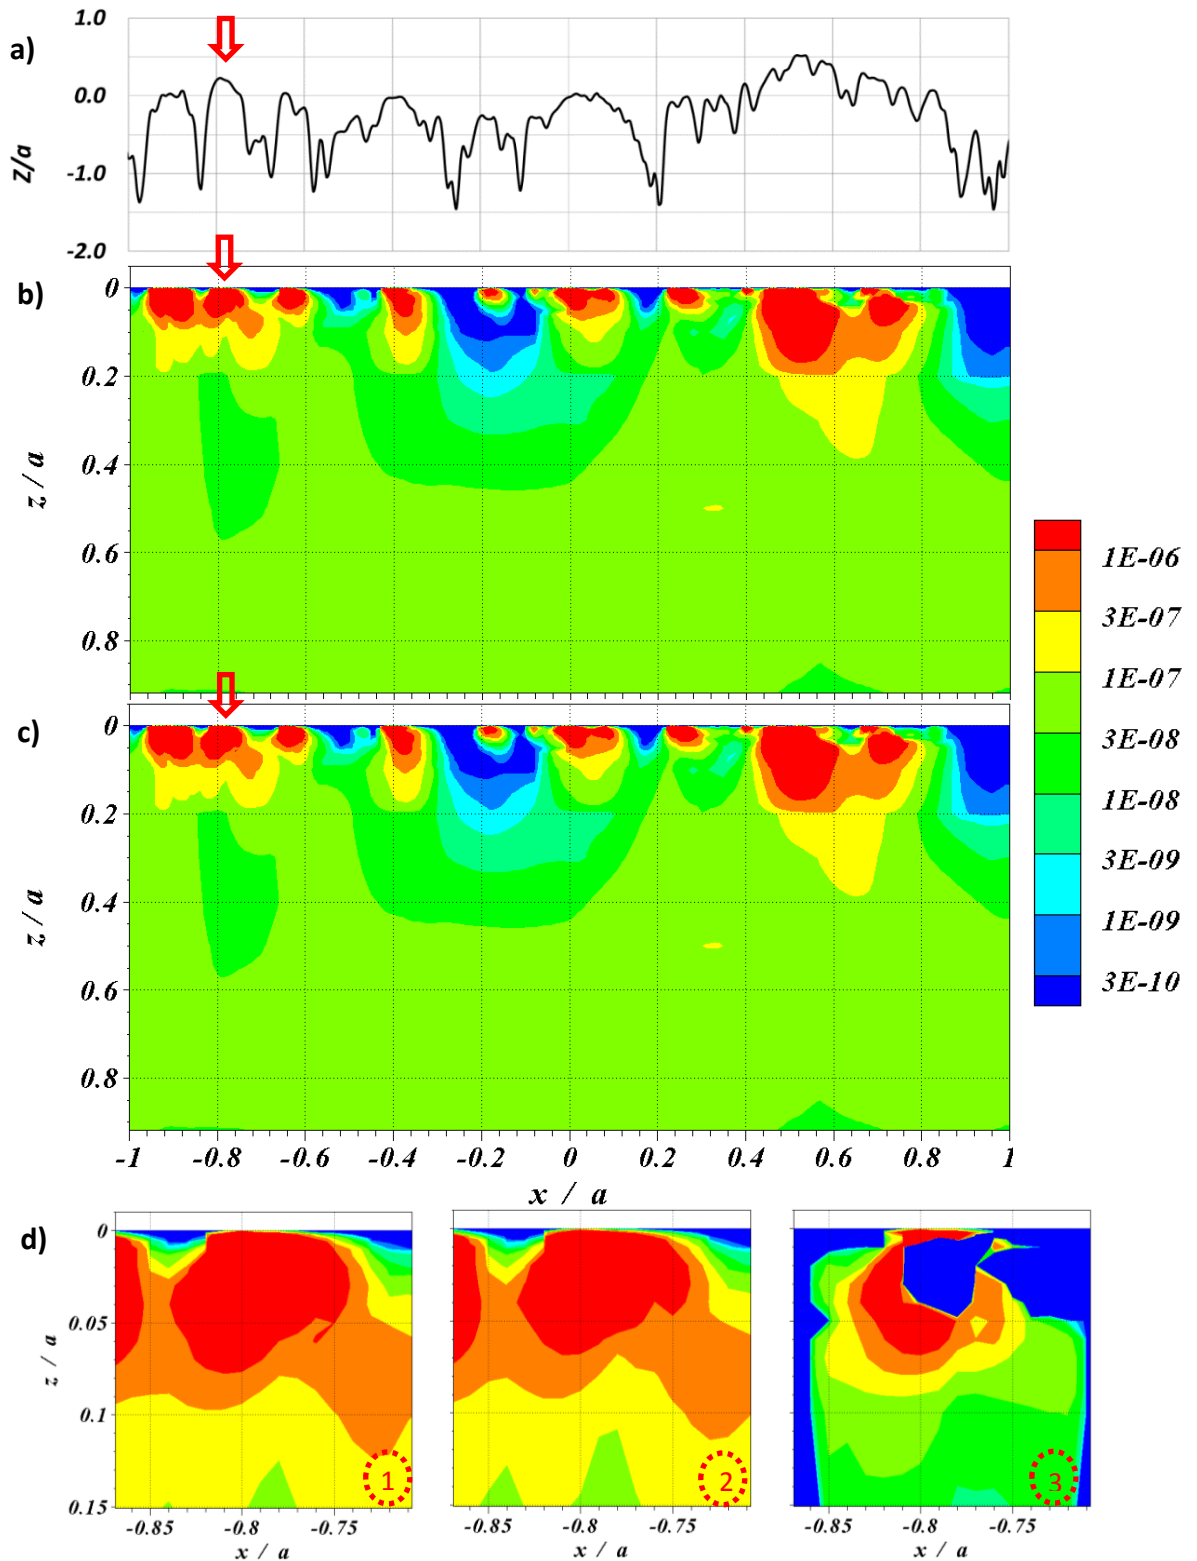 a)
1.0
0.0
-1.0
-2.0
Z/a
b)
0
0.2
0.4
0.6
0.8
z / a
c)
0
0.2
0.4
0.6
0.8
z / a
-1 -0.8 -0.6 -0.4 -0.2 0 0.2 0.4 0.6 0.8 1
x / a
1E-06
3E-07
1E-07
3E-08
1E-08
3E-09
1E-09
3E-10
d)
0
0.05
0.1
0.15
z / a
-0.85 -0.8 -0.75
x / a
1
-0.85 -0.8 -0.75
x / a
2
-0.85 -0.8 -0.75
x / a
3